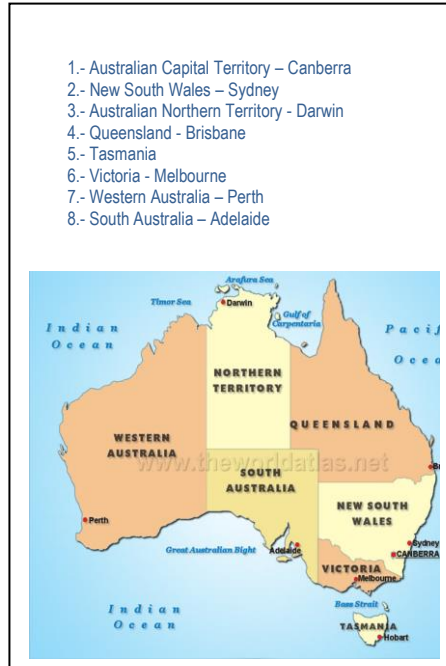 1.- Australian Capital Territory – Canberra
2.- New South Wales – Sydney
3.- Australian Northern Territory - Darwin
4.- Queensland - Brisbane
5.- Tasmania
6.- Victoria - Melbourne
7.- Western Australia – Perth
8.- South Australia – Adelaide
Arafura Sea
Timor Sea
Darwin
Gulf of
Carpentaria
Indian
Ocean
Pacif
Ocea
NORTHERN
TERRITORY
QUEENSLAND
WESTERN
AUSTRALIA
www.theworldatlas.net
SOUTH
AUSTRALIA
Br
NEW SOUTH
WALES
Perth
Great Australian Bight
Adelaide
Sydney
CANBERRA
VICTORIA
Melbourne
Indian
Ocean
Bass Strait
TASMANIA
Hobart